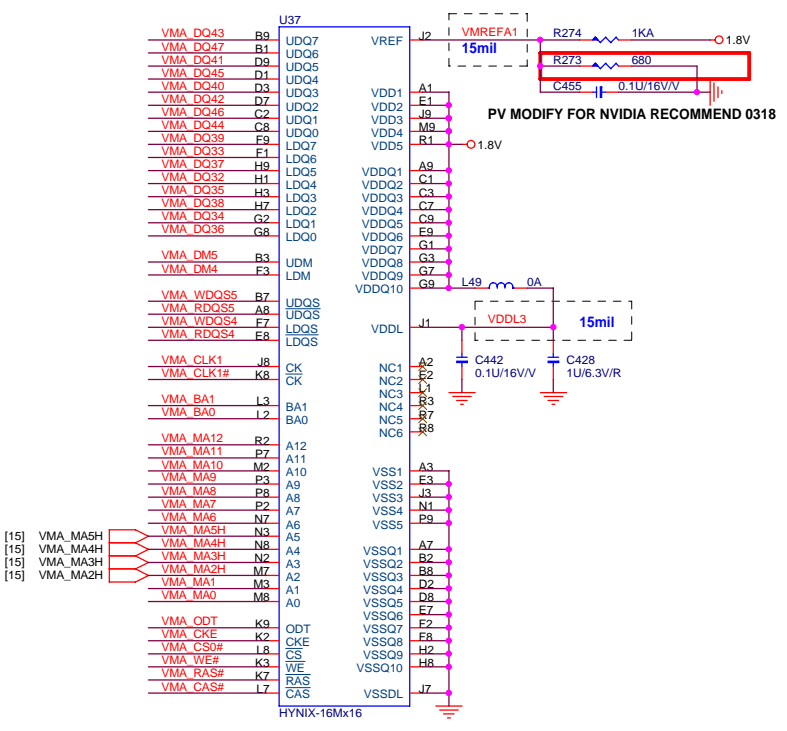 U37
VMA_DQ43 B9 UDQ7 VREF J2 VMREFA1 R274 1KA 1.8V
15mil
VMA_DQ47 B1 UDQ6
VMA_DQ41 D9 UDQ5 R273 680
VMA_DQ45 D1 UDQ4
VMA_DQ40 D3 UDQ3 VDD1 A1 C455 0.1U/16V/V
VMA_DQ42 D7 UDQ2 VDD2 E1
VMA_DQ46 C2 UDQ1 VDD3 J9 PV MODIFY FOR NVIDIA RECOMMEND 0318
VMA_DQ44 C8 UDQ0 VDD4 M9
VMA_DQ39 F9 LDQ7 VDD5 R1 1.8V
VMA_DQ33 F1 LDQ6
VMA_DQ37 H9 LDQ5 VDDQ1 A9
VMA_DQ32 H1 LDQ4 VDDQ2 C1
VMA_DQ35 H3 LDQ3 VDDQ3 C3
VMA_DQ38 H7 LDQ2 VDDQ4 C7
VMA_DQ34 G2 LDQ1 VDDQ5 C9
VMA_DQ36 G8 LDQ0 VDDQ6 E9
VDDQ7 G1
VMA_DM5 B3 UDM VDDQ8 G3
VMA_DM4 F3 LDM VDDQ9 G7
VDDQ10 G9 L49 0A
VMA_WDQS5 B7 UDQS
VMA_RDQS5 A8 UDQS
VMA_WDQS4 F7 LDQS VDDL J1 VDDL3 15mil
VMA_RDQS4 E8 LDQS
VMA_CLK1 J8 CK NC1 A2 C442 C428
VMA_CLK1# K8 CK NC2 E2 0.1U/16V/V 1U/6.3V/R
NC3 L1
VMA_BA1 L3 BA1 NC4 R3
VMA_BA0 L2 BA0 NC5 R7
NC6 R8
VMA_MA12 R2 A12
VMA_MA11 P7 A11
VMA_MA10 M2 A10 VSS1 A3
VMA_MA9 P3 A9 VSS2 E3
VMA_MA8 P8 A8 VSS3 J3
VMA_MA7 P2 A7 VSS4 N1
VMA_MA6 N7 A6 VSS5 P9
[15] VMA_MA5H VMA_MA5H N3 A5
[15] VMA_MA4H VMA_MA4H N8 A4 VSSQ1 A7
[15] VMA_MA3H VMA_MA3H N2 A3 VSSQ2 B2
[15] VMA_MA2H VMA_MA2H M7 A2 VSSQ3 B8
VMA_MA1 M3 A1 VSSQ4 D2
VMA_MA0 M8 A0 VSSQ5 D8
VSSQ6 E7
VMA_ODT K9 ODT VSSQ7 F2
VMA_CKE K2 CKE VSSQ8 F8
VMA_CS0# L8 CS VSSQ9 H2
VMA_WE# K3 WE VSSQ10 H8
VMA_RAS# K7 RAS
VMA_CAS# L7 CAS VSSDL J7
HYNIX-16Mx16